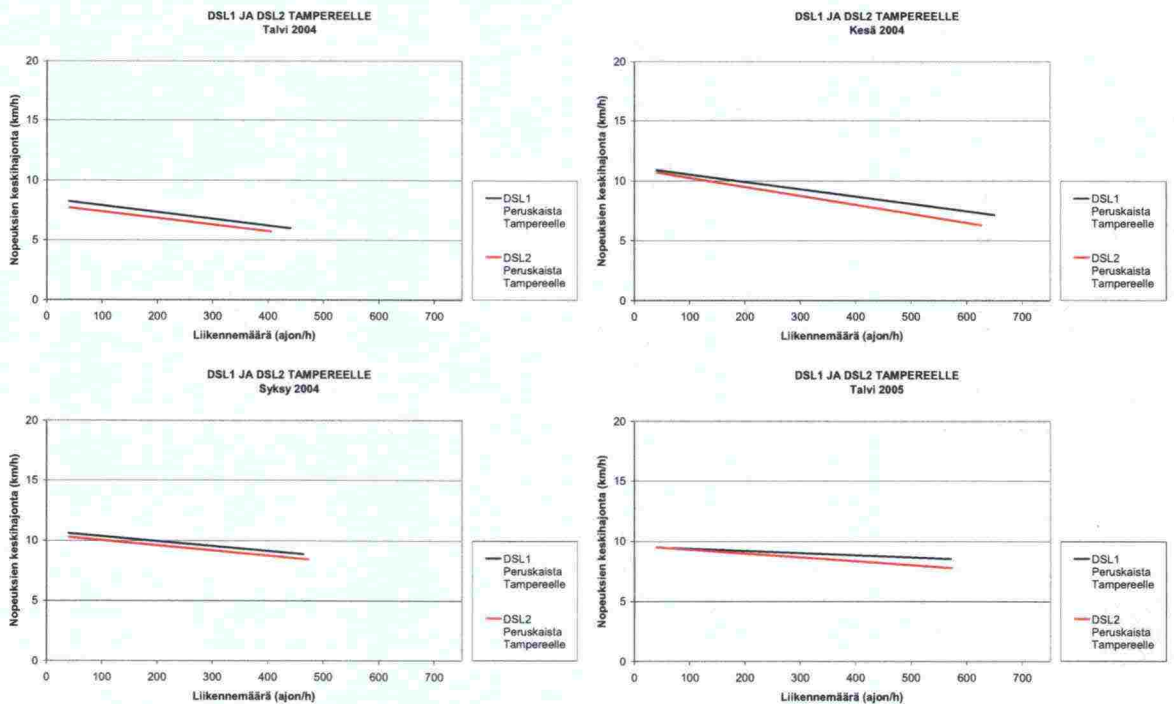 DSL1 JA DSL2 TAMPEREELLE
Talvi 2004
Nopeuksien keskihajonta (km/h)
20
15
10
5
0
0 100 200 300 400 500 600 700
Liikennemäärä (ajon/h)
DSL1
Peruskaista
Tampereelle
DSL2
Peruskaista
Tampereelle
DSL1 JA DSL2 TAMPEREELLE
Kesä 2004
Nopeuksien keskihajonta (km/h)
20
15
10
5
0
0 100 200 300 400 500 600 700
Liikennemäärä (ajon/h)
DSL1
Peruskaista
Tampereelle
DSL2
Peruskaista
Tampereelle
DSL1 JA DSL2 TAMPEREELLE
Syksy 2004
Nopeuksien keskihajonta (km/h)
20
15
10
5
0
0 100 200 300 400 500 600 700
Liikennemäärä (ajon/h)
DSL1
Peruskaista
Tampereelle
DSL2
Peruskaista
Tampereelle
DSL1 JA DSL2 TAMPEREELLE
Talvi 2005
Nopeuksien keskihajonta (km/h)
20
15
10
5
0
0 100 200 300 400 500 600 700
Liikennemäärä (ajon/h)
DSL1
Peruskaista
Tampereelle
DSL2
Peruskaista
Tampereelle